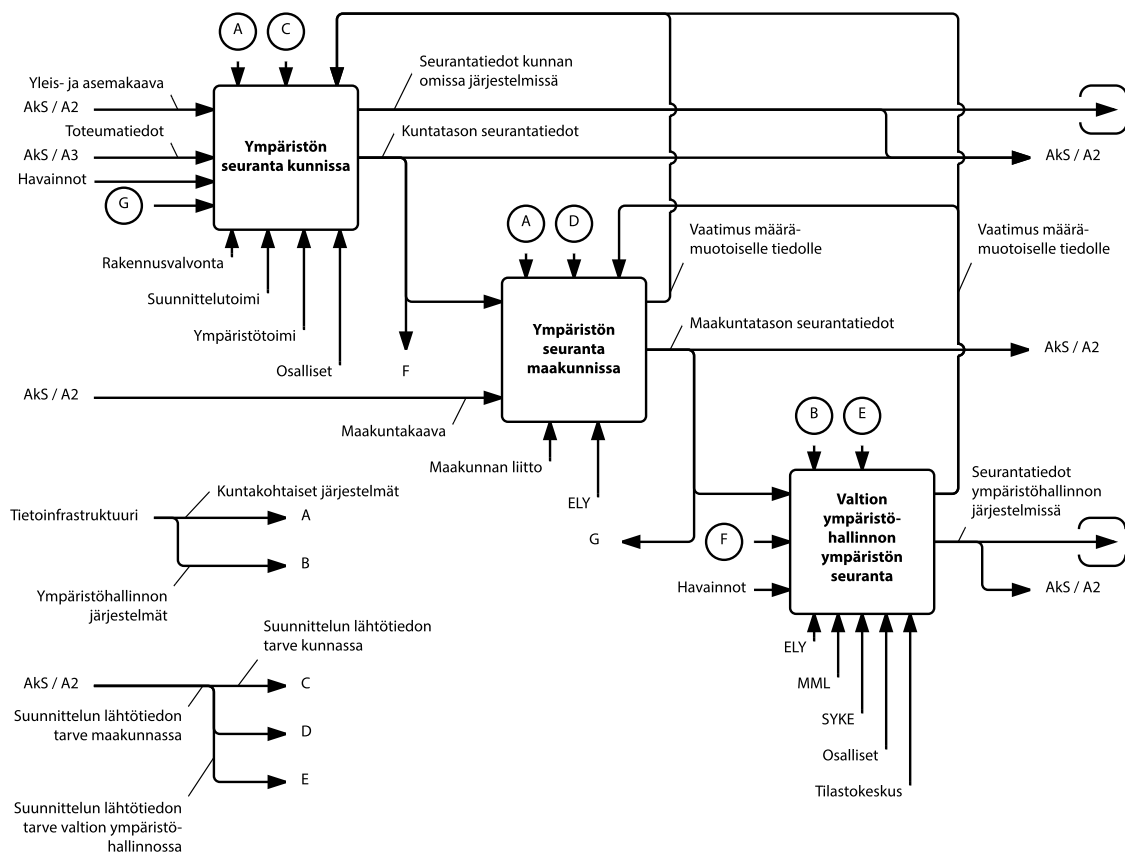 A
C
Yleis- ja asemakaava
AkS / A2
Toteumatiedot
AkS / A3
Havainnot
G
Ympäristön
seuranta kunnissa
Seurantatiedot kunnan
omissa järjestelmissä
Kuntatason seurantatiedot
AkS / A2
Rakennusvalvonta
Suunnittelutoimi
Ympäristötoimi
Osalliset
F
A
D
Vaatimus määrä-
muotoiselle tiedolle
Vaatimus määrä-
muotoiselle tiedolle
Ympäristön
seuranta
maakunnissa
Maakuntatason seurantatiedot
AkS / A2
AkS / A2
Maakuntakaava
Maakunnan liitto
ELY
G
B
E
Valtion
ympäristö-
hallinnon
ympäristön
seuranta
F
Havainnot
Seurantatiedot
ympäristöhallinnon
järjestelmissä
AkS / A2
ELY
MML
SYKE
Osalliset
Tilastokeskus
Kuntakohtaiset järjestelmät
Tietoinfrastruktuuri
A
B
Ympäristöhallinnon
järjestelmät
Suunnittelun lähtötiedon
tarve kunnassa
AkS / A2
C
Suunnittelun lähtötiedon
tarve maakunnassa
D
E
Suunnittelun lähtötiedon
tarve valtion ympäristö-
hallinnossa